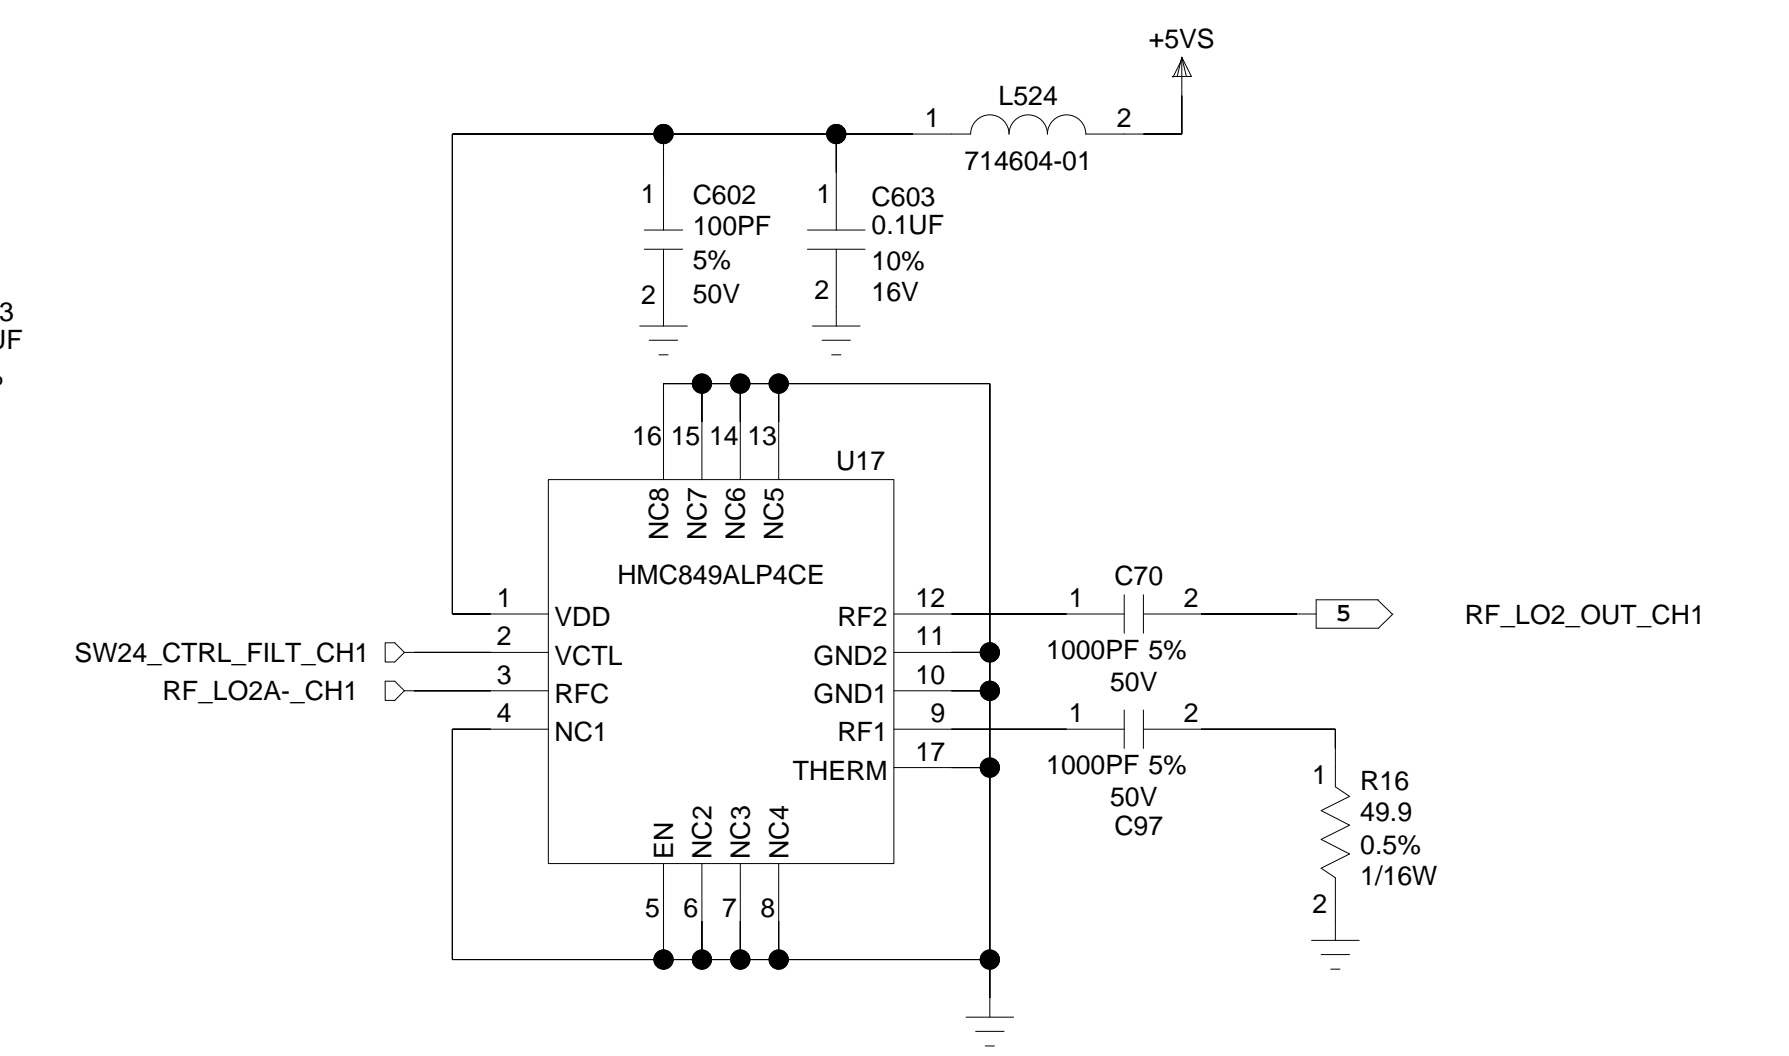 +5VS
L524
1
2
714604-01
1
C602
100PF
5%
50V
2
1
C603
0.1UF
10%
16V
2
3
UF
16
15
14
13
U17
NC8
NC7
NC6
NC5
HMC849ALP4CE
1
VDD
SW24_CTRL_FILT_CH1
2
VCTL
RF_LO2A-_CH1
3
RFC
4
NC1
RF2
12
GND2
11
GND1
10
RF1
9
THERM
17
EN
NC2
NC3
NC4
5
6
7
8
C70
1
2
1000PF 5%
50V
5
RF_LO2_OUT_CH1
1
2
1000PF 5%
50V
C97
1
R16
49.9
0.5%
1/16W
2